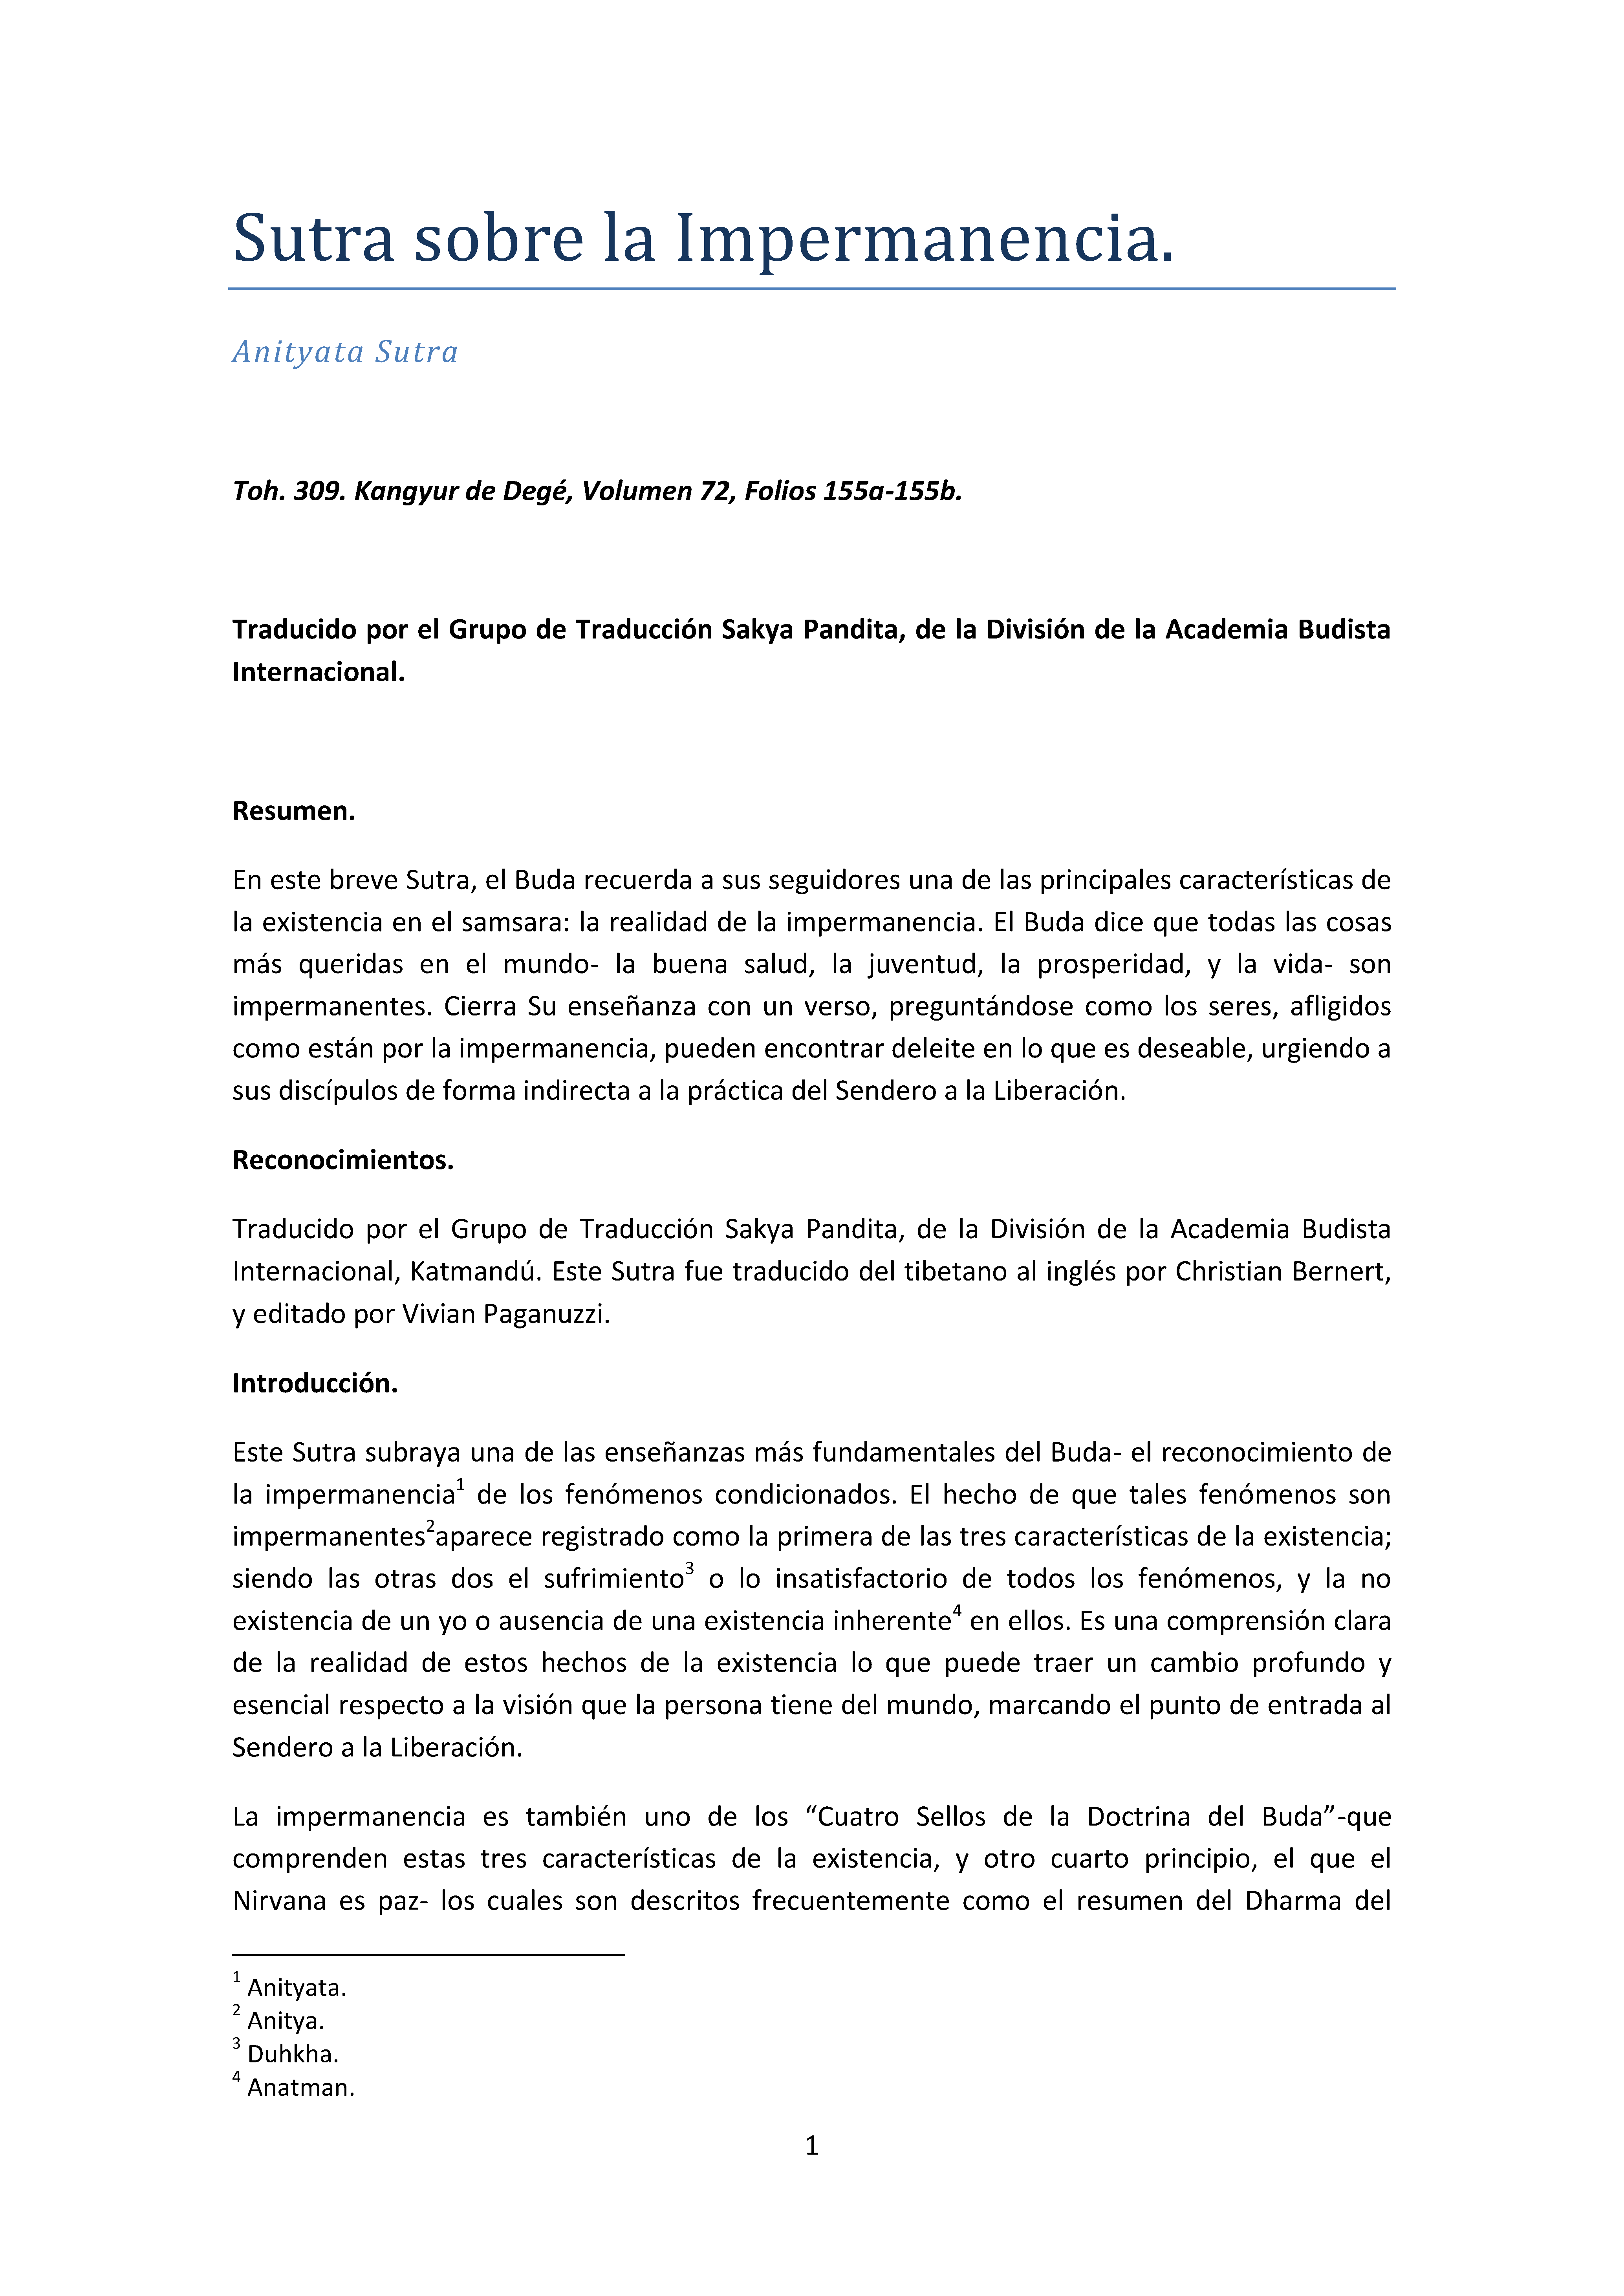 Sutra sobre la Impermanencia.
Anityata Sutra
Toh. 309. Kangyur de Degé, Volumen 72, Folios 155a-155b.
Traducido por el Grupo de Traducción Sakya Pandita, de la División de la Academia Budista
Internacional.
Resumen.
En este breve Sutra, el Buda recuerda a sus seguidores una de las principales características de
la existencia en el samsara: la realidad de la impermanencia. El Buda dice que todas las cosas
más queridas en el mundo- la buena salud, la juventud, la prosperidad, y la vida- son
impermanentes. Cierra Su enseñanza con un verso, preguntándose como los seres, afligidos
como están por la impermanencia, pueden encontrar deleite en lo que es deseable, urgiendo a
sus discípulos de forma indirecta a la práctica del Sendero a la Liberación.
Reconocimientos.
Traducido por el Grupo de Traducción Sakya Pandita, de la División de la Academia Budista
Internacional, Katmandú. Este Sutra fue traducido del tibetano al inglés por Christian Bernert,
y editado por Vivian Paganuzzi.
Introducción.
Este Sutra subraya una de las enseñanzas más fundamentales del Buda- el reconocimiento de
la impermanencia1 de los fenómenos condicionados. El hecho de que tales fenómenos son
impermanentes2aparece registrado como la primera de las tres características de la existencia;
siendo las otras dos el sufrimiento3 o lo insatisfactorio de todos los fenómenos, y la no
existencia de un yo o ausencia de una existencia inherente4 en ellos. Es una comprensión clara
de la realidad de estos hechos de la existencia lo que puede traer un cambio profundo y
esencial respecto a la visión que la persona tiene del mundo, marcando el punto de entrada al
Sendero a la Liberación.
La impermanencia es también uno de los “Cuatro Sellos de la Doctrina del Buda”-que
comprenden estas tres características de la existencia, y otro cuarto principio, el que el
Nirvana es paz- los cuales son descritos frecuentemente como el resumen del Dharma del
1 Anityata.
2 Anitya.
3 Duhkha.
4 Anatman.
1